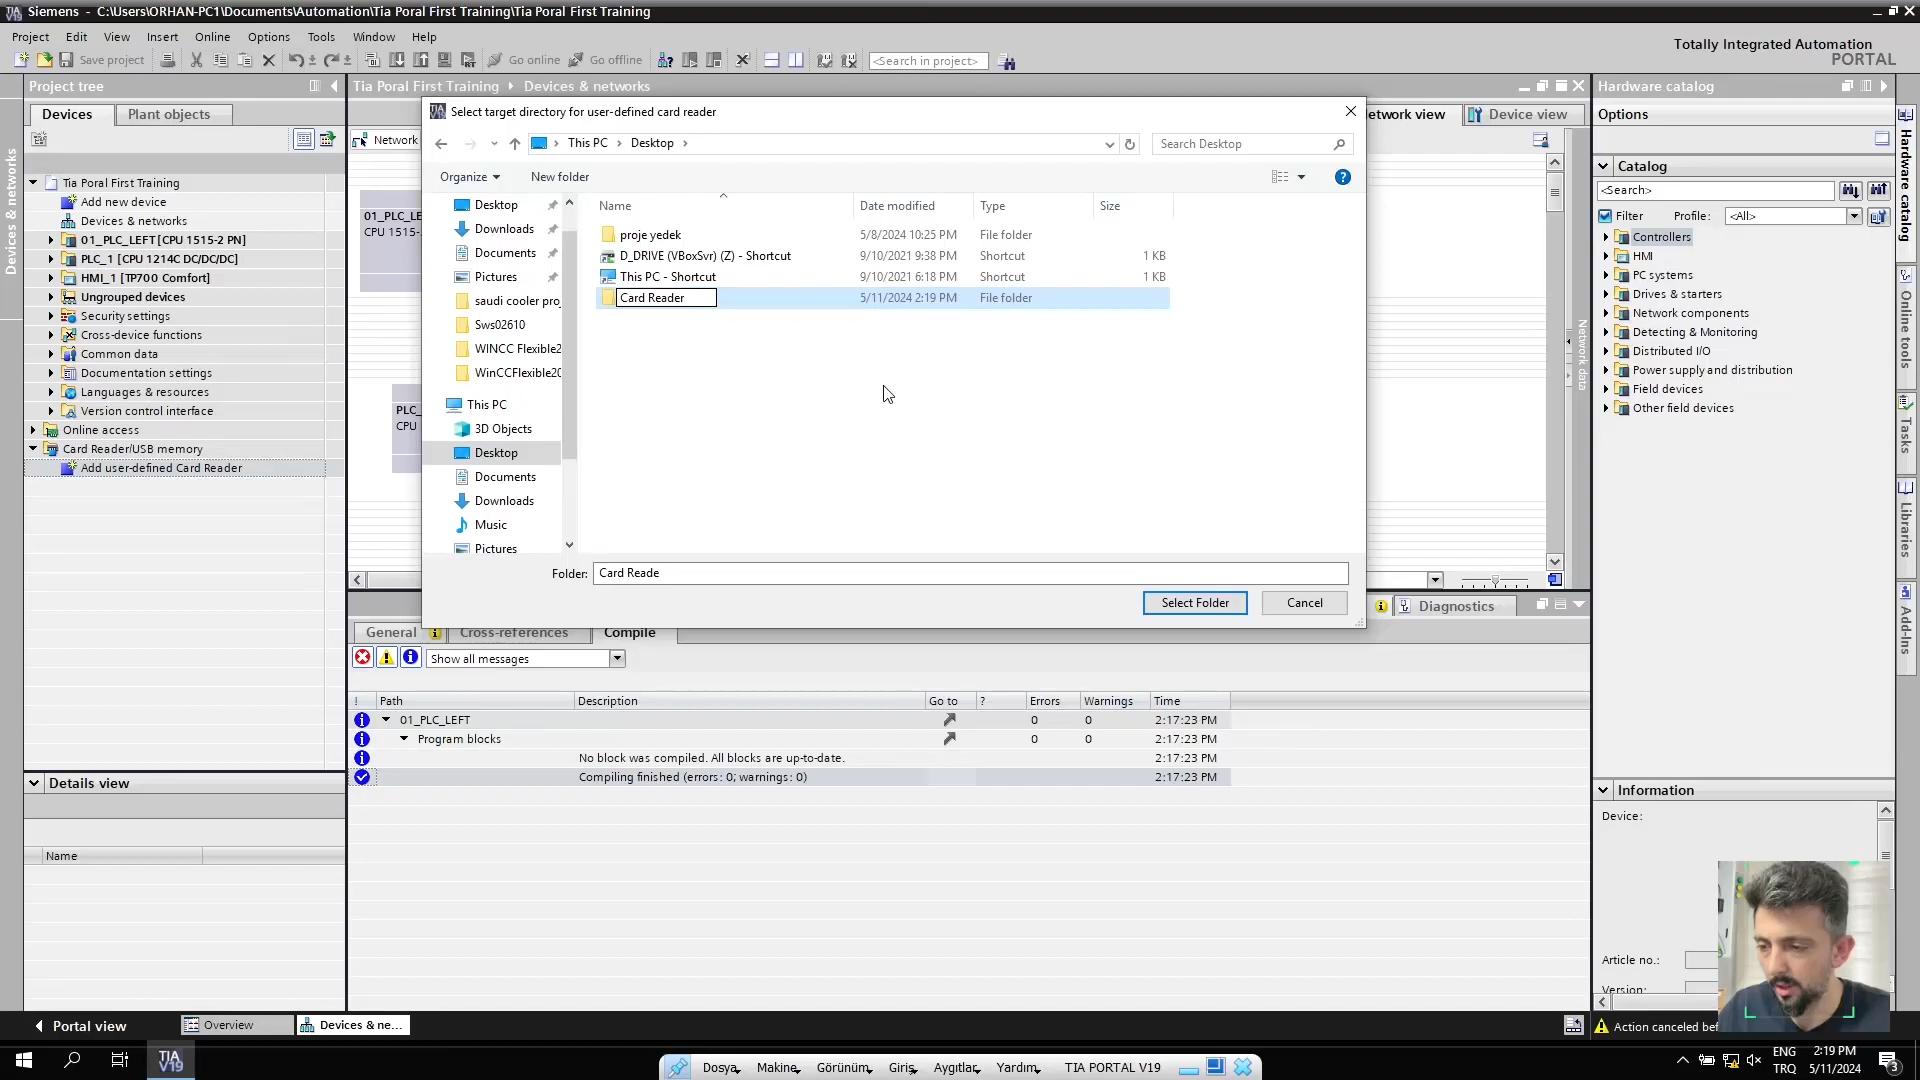 Siemens - C:\Users\ORHAN-PC1\Documents\Automation\Tia Poral First Training\Tia Poral First Training
Project Edit View Insert Online Options Tools Window Help
Totally Integrated Automation
PORTAL
Save project
Go online
Go offline
<Search in project>
Project tree
Tia Poral First Training
Devices & networks
Hardware catalog
Devices
Plant objects
Tia Poral First Training
Add new device
Devices & networks
01_PLC_LEFT [CPU 1515-2 PN]
PLC_1 [CPU 1214C DC/DC/DC]
HMI_1 [TP700 Comfort]
Ungrouped devices
Security settings
Cross-device functions
Common data
Documentation settings
Languages & resources
Version control interface
Online access
Card Reader/USB memory
Add user-defined Card Reader
Devices & networks
Details view
Name
Network
etwork view
Device view
01_PLC_LE
CPU 1515-
PLC_
CPU
Network data
Select target directory for user-defined card reader
This PC
Desktop
Search Desktop
Organize
New folder
Desktop
Downloads
Documents
Pictures
saudi cooler proj
Sws02610
WINCC Flexible2
WinCCFlexible20
This PC
3D Objects
Desktop
Documents
Downloads
Music
Pictures
Name Date modified Type Size
proje yedek 5/8/2024 10:25 PM File folder
D_DRIVE (VBoxSvr) (Z) - Shortcut 9/10/2021 9:38 PM Shortcut 1 KB
This PC - Shortcut 9/10/2021 6:18 PM Shortcut 1 KB
Card Reader 5/11/2024 2:19 PM File folder
Folder: Card Reade
Select Folder
Cancel
Diagnostics
General
Cross-references
Compile
Show all messages
! Path Description Go to ? Errors Warnings Time
01_PLC_LEFT 0 0 2:17:23 PM
Program blocks 0 0 2:17:23 PM
No block was compiled. All blocks are up-to-date. 2:17:23 PM
Compiling finished (errors: 0; warnings: 0) 2:17:23 PM
Options
Catalog
<Search>
Filter
Profile:
<All>
Controllers
HMI
PC systems
Drives & starters
Network components
Detecting & Monitoring
Distributed I/O
Power supply and distribution
Field devices
Other field devices
Hardware catalog
Online tools
Tasks
Libraries
Add-Ins
Information
Device:
Article no.:
Version:
Portal view
Overview
Devices & ne...
Action canceled bef
TIA
V19
Dosya Makine Görünüm Giriş Aygıtlar Yardım TIA PORTAL V19
ENG
TRQ
2:19 PM
5/11/2024
3